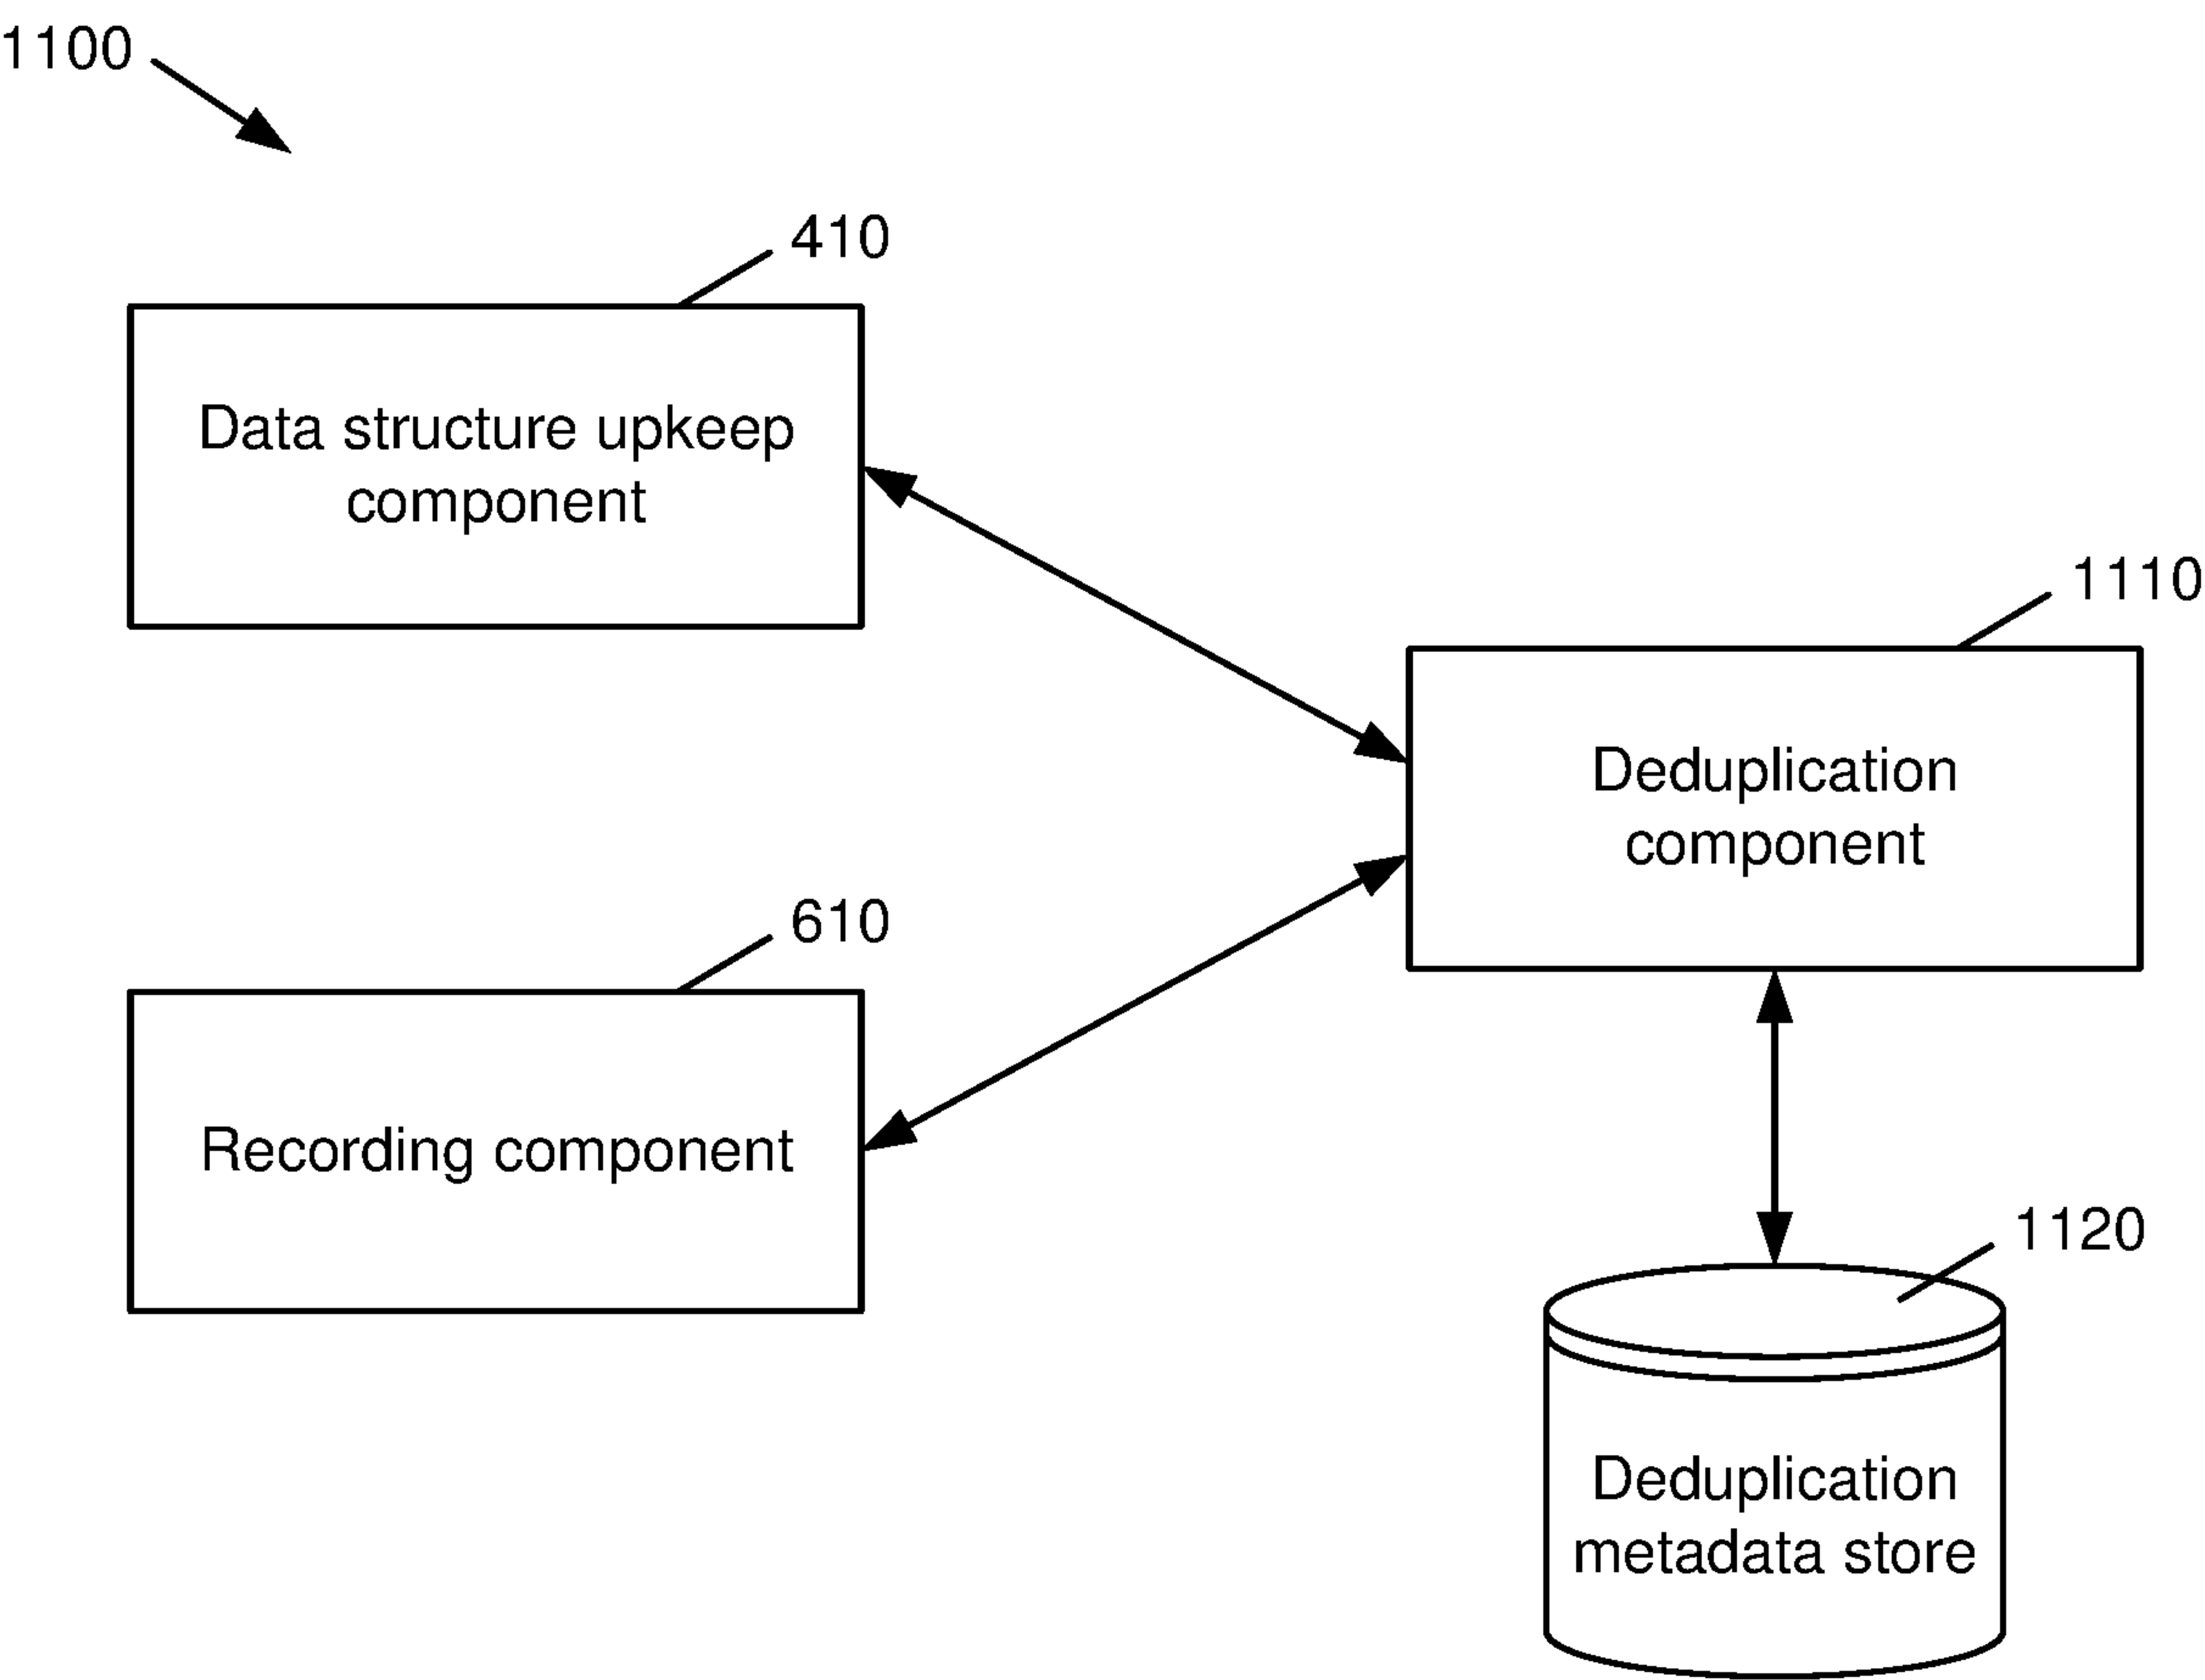 1100
410
Data structure upkeep
component
1110
Deduplication
component
610
Recording component
1120
Deduplication
metadata store